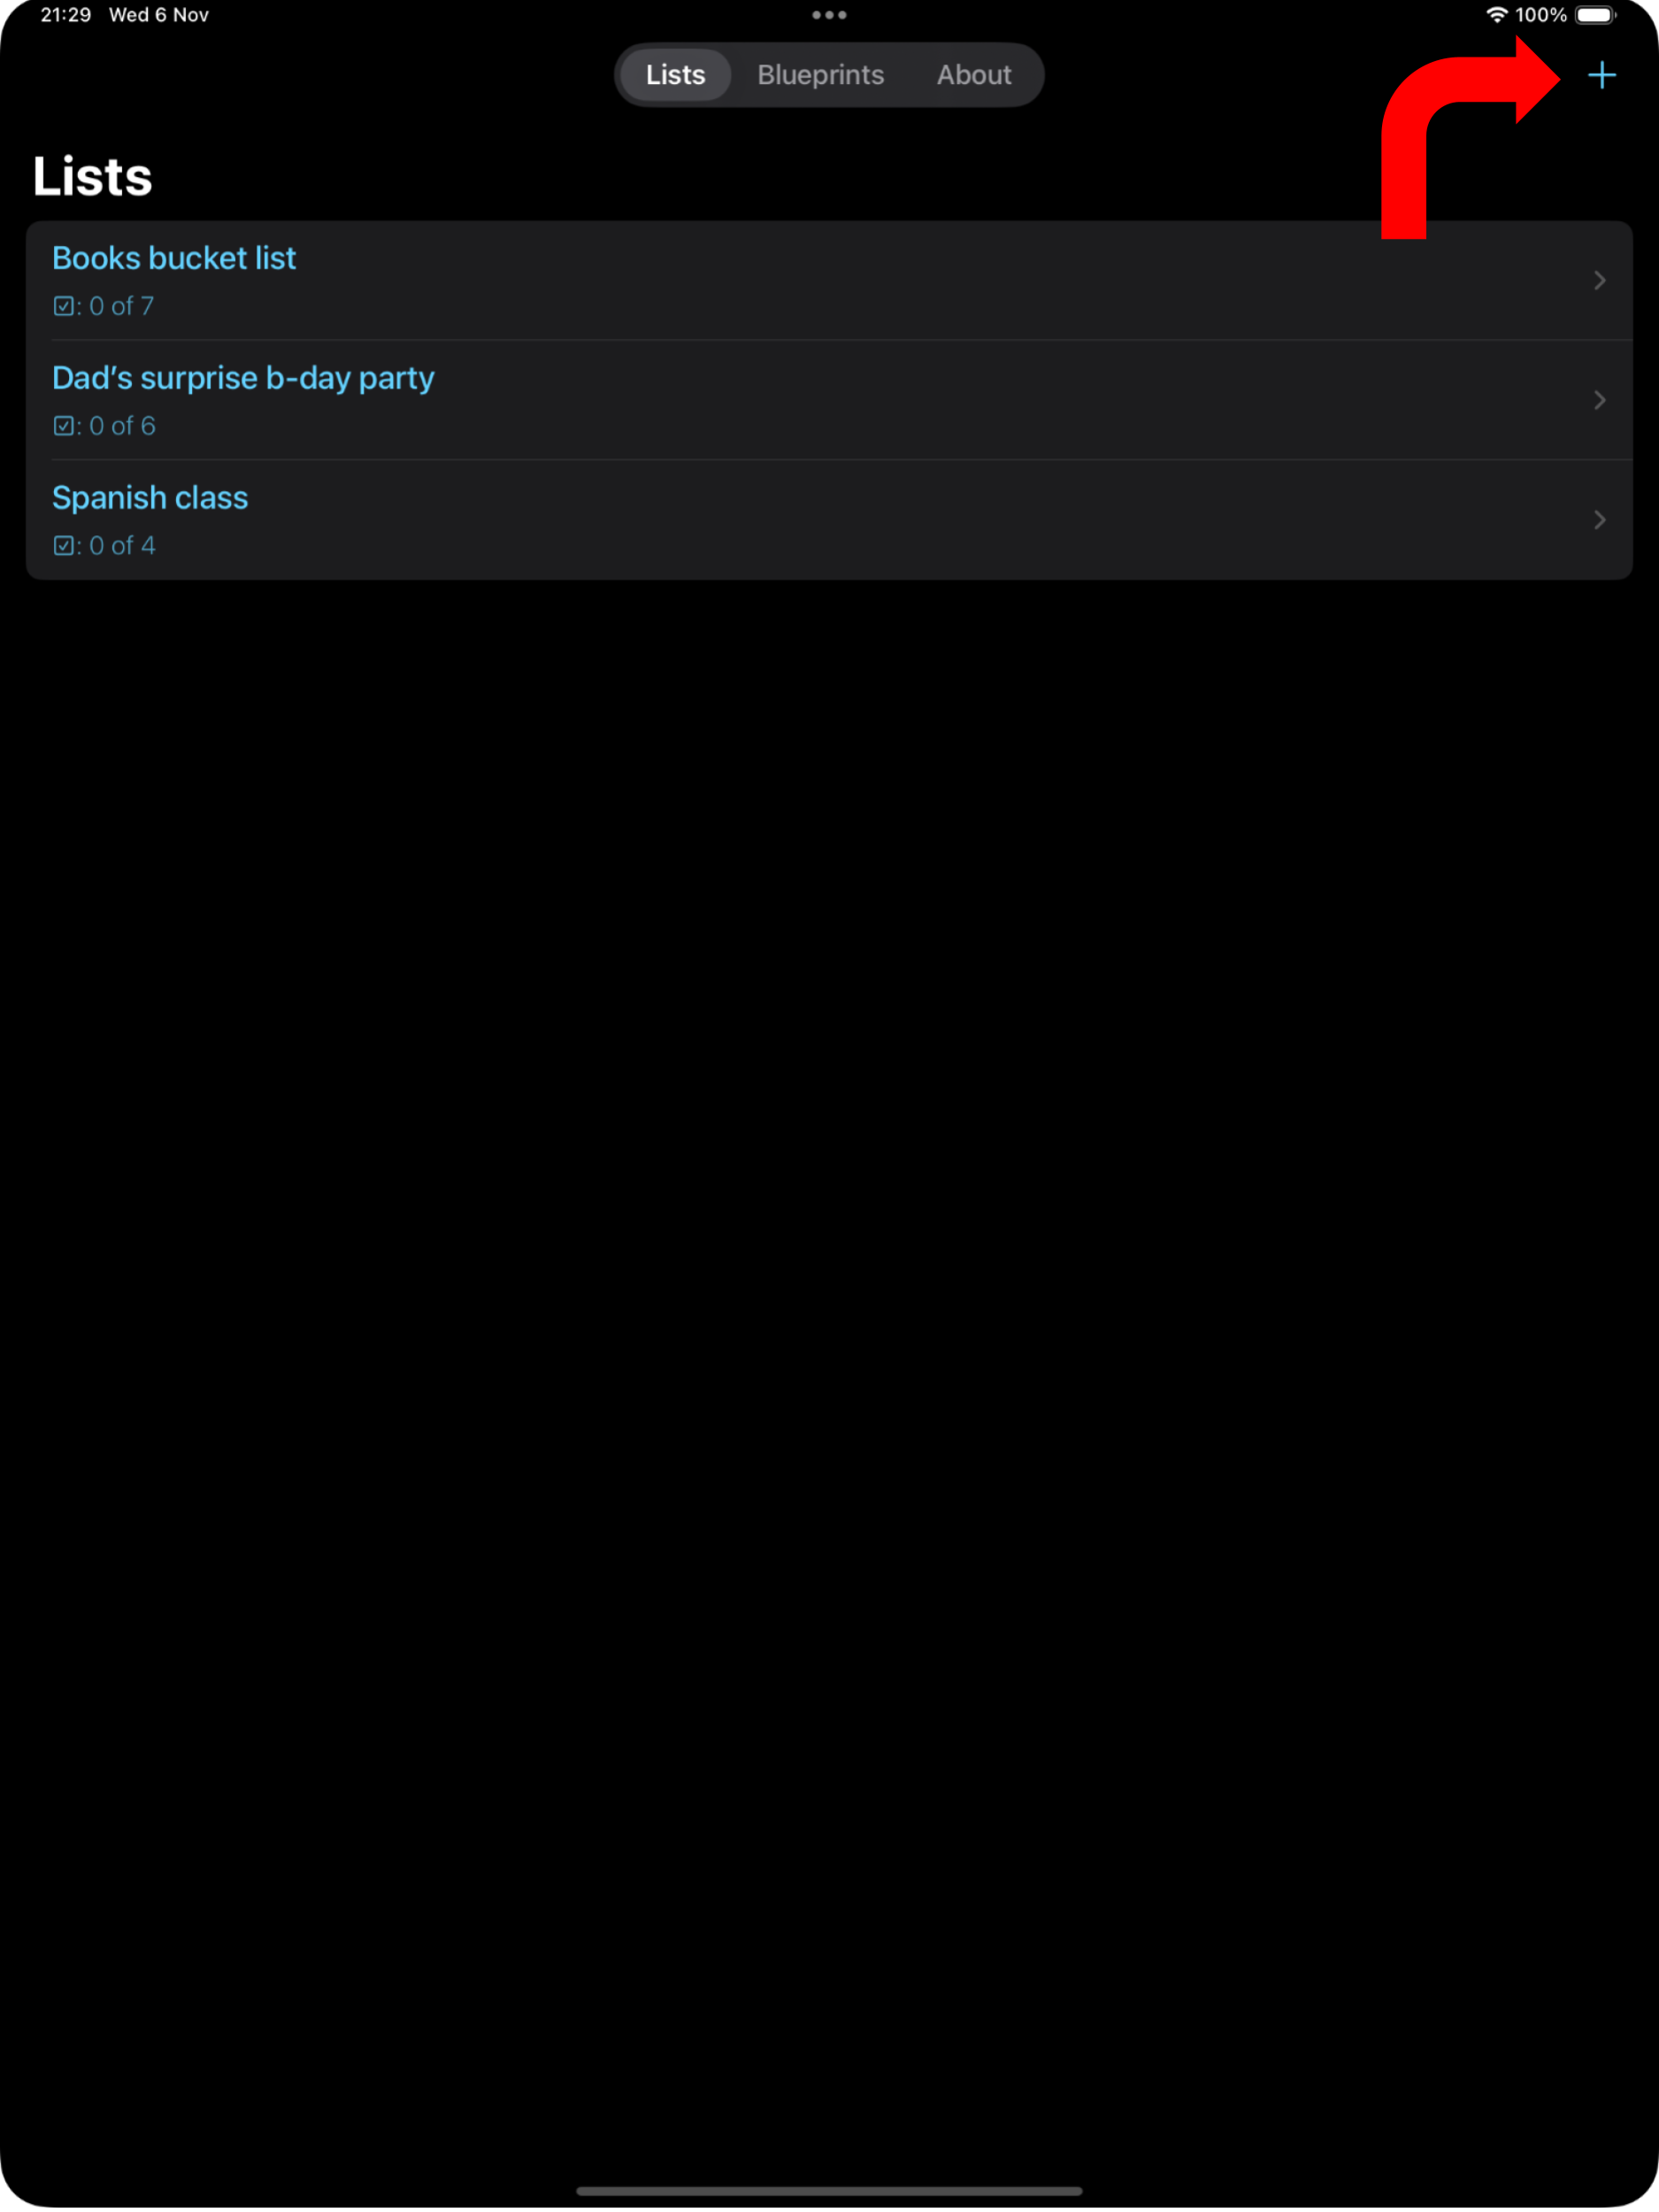 21:29 Wed 6 Nov 100%
Lists Blueprints About
Lists
Books bucket list
: 0 of 7
Dad’s surprise b-day party
: 0 of 6
Spanish class
: 0 of 4